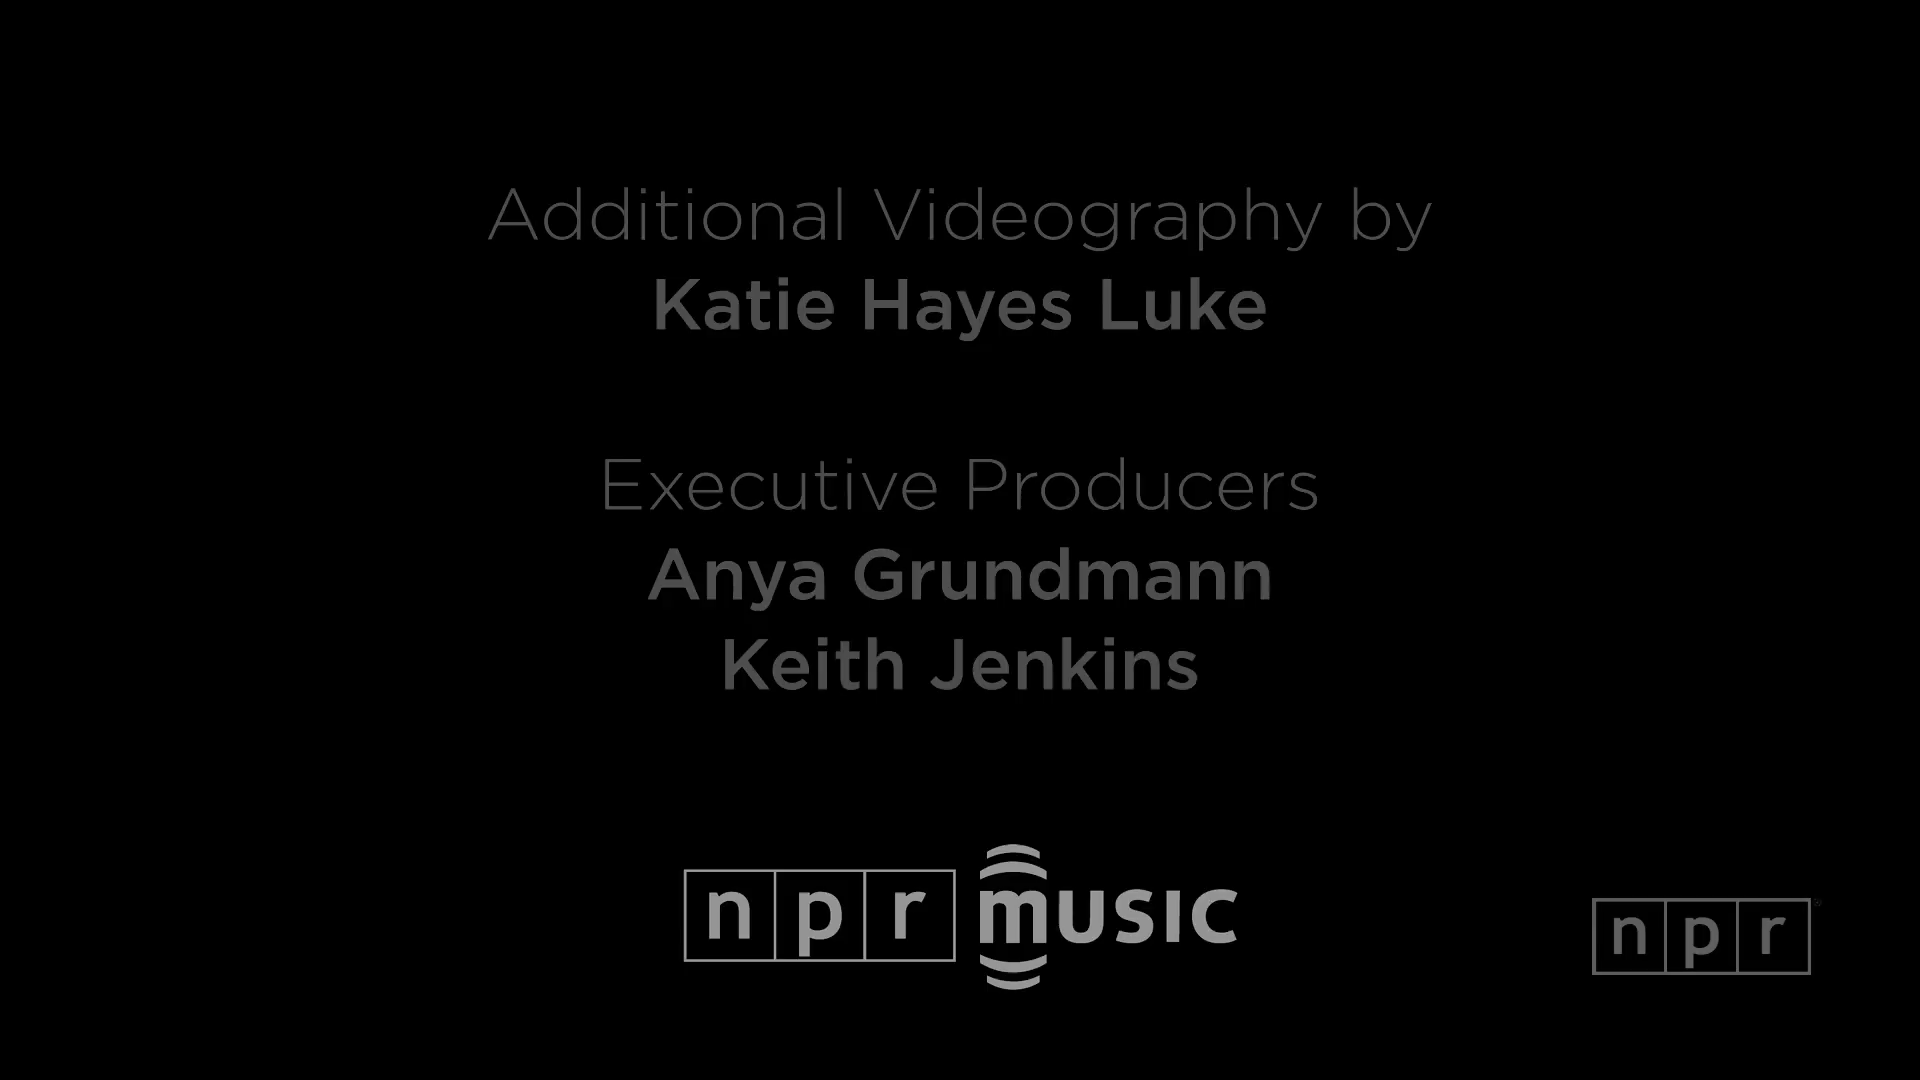 Additional Videography by
Katie Hayes Luke
Executive Producers
Anya Grundmann
Keith Jenkins
npr music
npr